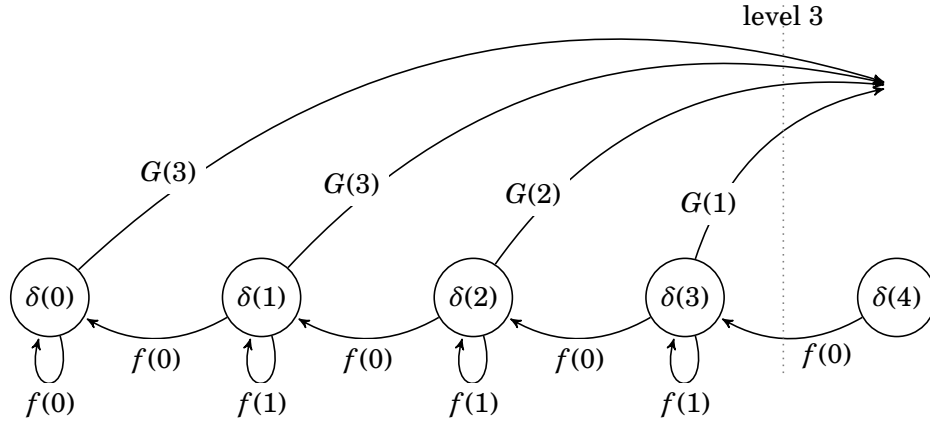 level 3
G(3) G(3) G(2) G(1)
δ(0) δ(1) δ(2) δ(3) δ(4)
f(0) f(0) f(0) f(0)
f(0) f(1) f(1) f(1)